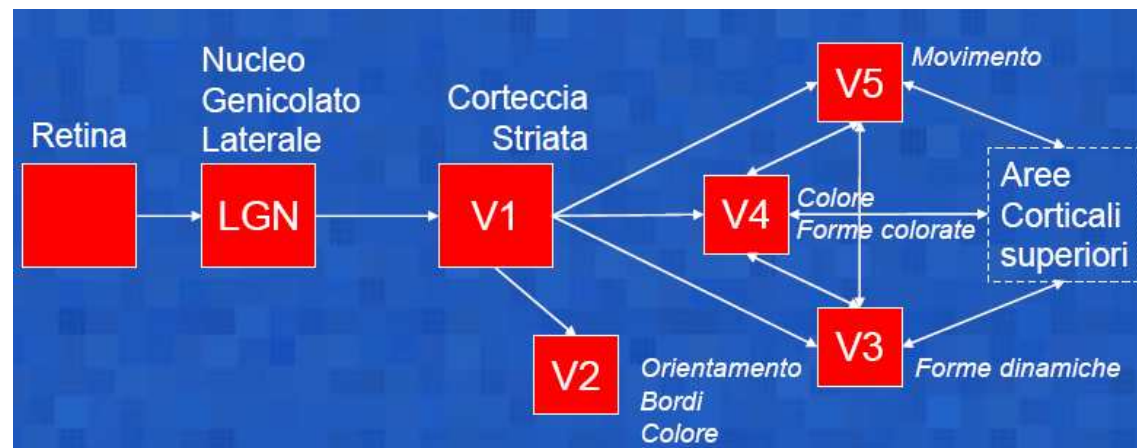 Retina
Nucleo
Genicolato
Laterale
LGN
Corteccia
Striata
V1
V2
Orientamento
Bordi
Colore
V5
Movimento
V4
Colore
Forme colorate
V3
Forme dinamiche
Aree
Corticali
superiori